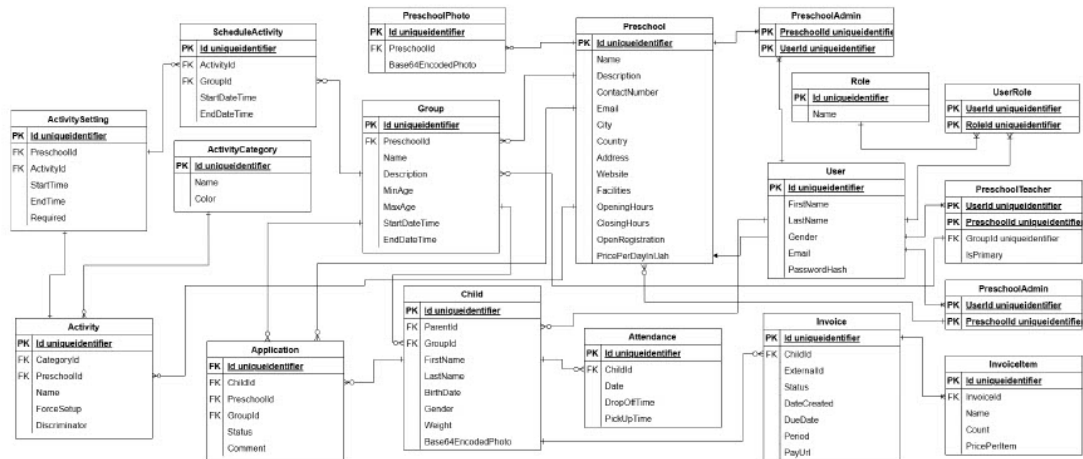 PreschoolPhoto
PK Id uniqueidentifier
FK PreschoolId
Base64EncodedPhoto
Preschool
PK Id uniqueidentifier
Name
Description
ContactNumber
Email
City
Country
Address
Website
Facilities
OpeningHours
ClosingHours
OpenRegistration
PricePerDayInUah
PreschoolAdmin
PK PreschoolId uniqueidentifie
PK UserId uniqueidentifier
ScheduleActivity
PK Id uniqueidentifier
FK ActivityId
FK GroupId
StartDateTime
EndDateTime
Role
PK Id uniqueidentifier
Name
UserRole
PK UserId uniqueidentifier
PK RoleId uniqueidentifier
Group
PK Id uniqueidentifier
FK PreschoolId
Name
Description
MinAge
MaxAge
StartDateTime
EndDateTime
ActivitySetting
PK Id uniqueidentifier
FK PreschoolId
FK ActivityId
StartTime
EndTime
Required
ActivityCategory
PK Id uniqueidentifier
Name
Color
User
PK Id uniqueidentifier
FirstName
LastName
Gender
Email
PasswordHash
PreschoolTeacher
PK UserId uniqueidentifier
PK PreschoolId uniqueidentifier
FK GroupId uniqueidentifier
IsPrimary
PreschoolAdmin
PK UserId uniqueidentifier
PK PreschoolId uniqueidentifier
Activity
PK Id uniqueidentifier
FK CategoryId
FK PreschoolId
Name
ForceSetup
Discriminator
Application
PK Id uniqueidentifier
FK ChildId
FK PreschoolId
FK GroupId
Status
Comment
Child
PK Id uniqueidentifier
FK ParentId
FK GroupId
FirstName
LastName
BirthDate
Gender
Weight
Base64EncodedPhoto
Attendance
PK Id uniqueidentifier
FK ChildId
Date
DropOffTime
PickUpTime
Invoice
PK Id uniqueidentifier
FK ChildId
ExternalId
Status
DateCreated
DueDate
Period
PayUrl
InvoiceItem
PK Id uniqueidentifier
FK InvoiceId
Name
Count
PricePerItem